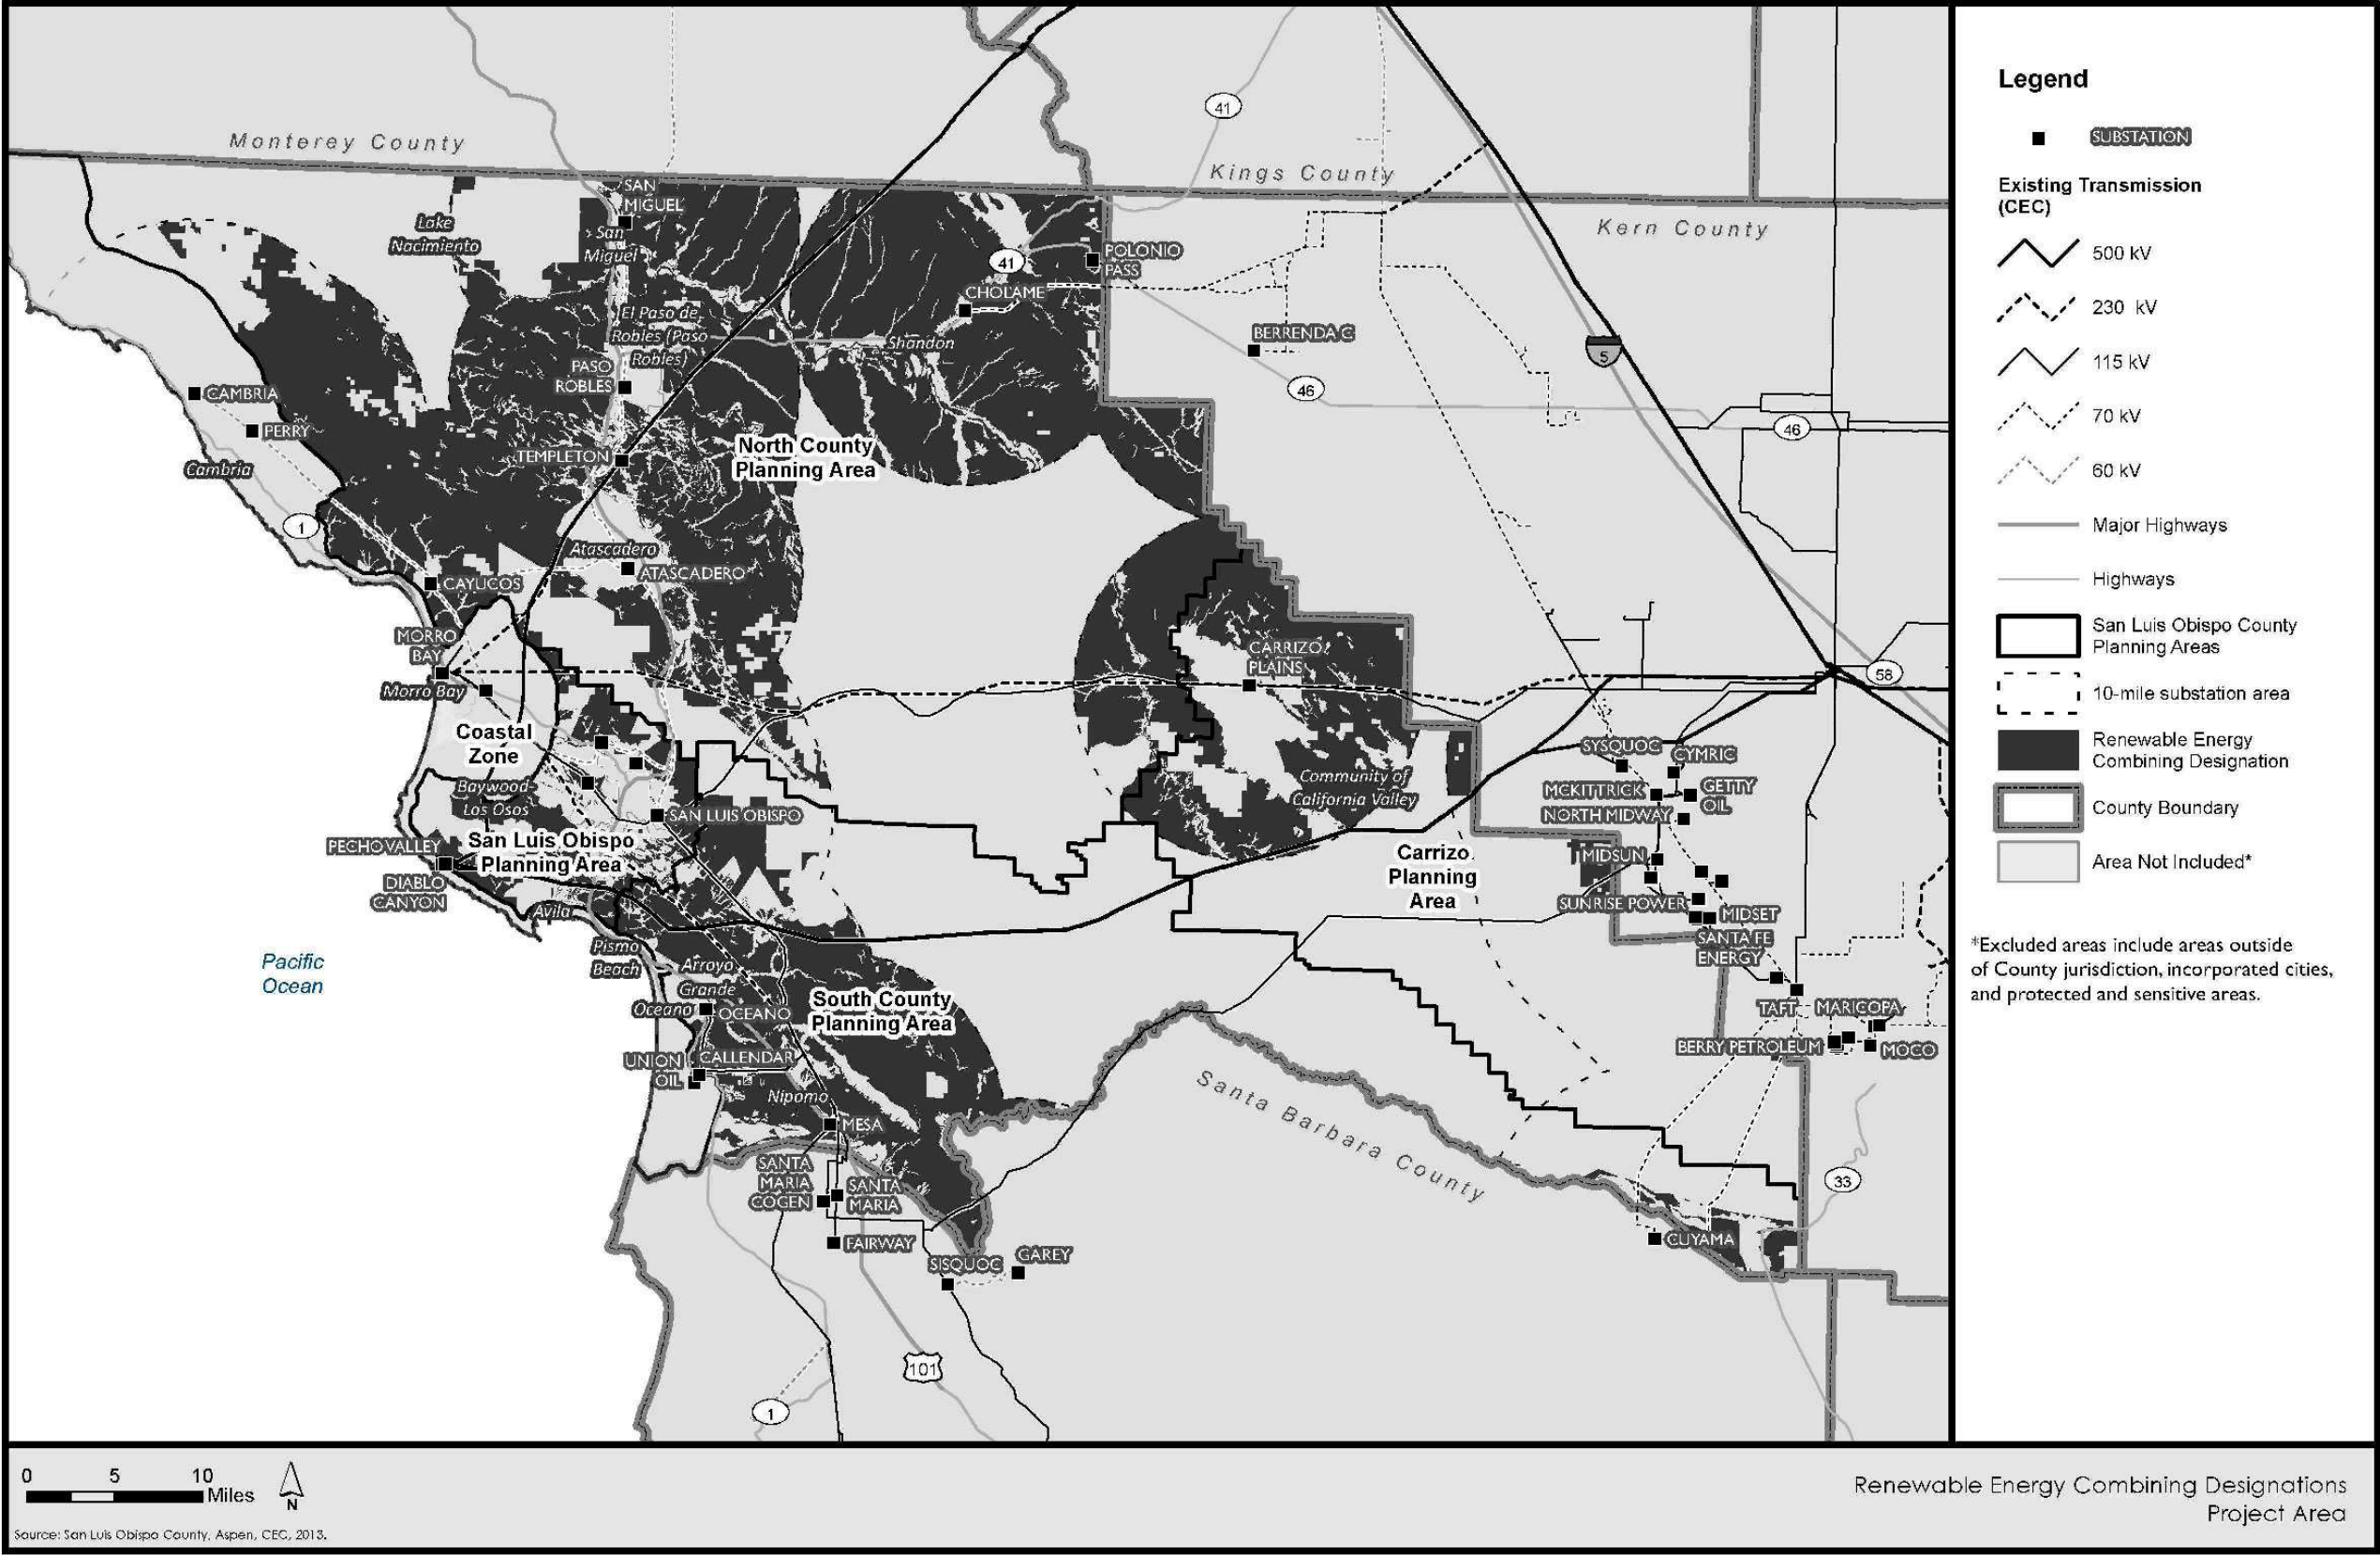 Monterey County
Kings County
Kern County
41
SAN
MIGUEL
San
Miguel
Lake
Nacimiento
41
POLONIO
PASS
CHOLAME
El Paso de
Robles (Paso
Robles)
Shandon
BERRENDA C
5
PASO
ROBLES
46
46
CAMBRIA
PERRY
Cambria
TEMPLETON
North County
Planning Area
1
Atascadero
ATASCADERO
CAYUCOS
MORRO
BAY
Morro Bay
CARRIZO
PLAINS
58
Coastal
Zone
SYSQUOC
CYMRIC
Community of
California Valley
MCKITTRICK
GETTY
OIL
NORTH MIDWAY
Baywood-
Los Osos
SAN LUIS OBISPO
San Luis Obispo
Planning Area
PECHO VALLEY
DIABLO
CANYON
Carrizo
Planning
Area
MIDSUN
SUNRISE POWER
MIDSET
SANTA FE
ENERGY
Avila
Pismo
Beach
Pacific
Ocean
Arroyo
Grande
Oceano
OCEANO
South County
Planning Area
TAFT
MARICOPA
BERRY PETROLEUM
MOCO
UNION
OIL
CALLENDAR
Nipomo
MESA
Santa Barbara County
SANTA
MARIA
COGEN
SANTA
MARIA
FAIRWAY
SISQUOC
GAREY
33
CUYAMA
101
1
Legend
SUBSTATION
Existing Transmission
(CEC)
500 kV
230 kV
115 kV
70 kV
60 kV
Major Highways
Highways
San Luis Obispo County
Planning Areas
10-mile substation area
Renewable Energy
Combining Designation
County Boundary
Area Not Included*
*Excluded areas include areas outside
of County jurisdiction, incorporated cities,
and protected and sensitive areas.
0 5 10
Miles
N
Source: San Luis Obispo County, Aspen, CEC, 2013.
Renewable Energy Combining Designations
Project Area